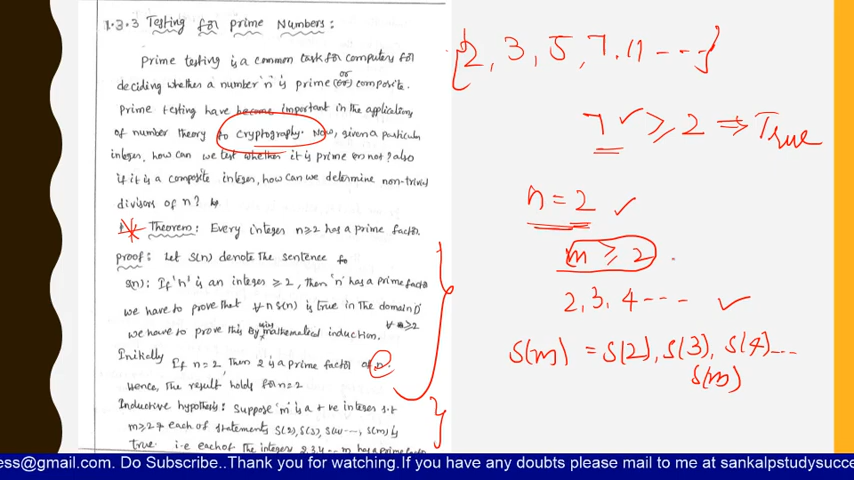 1.3.3 Testing for prime Numbers:
prime testing is a common task for computers for
deciding whether a number 'n' is prime (or) composite.
Prime testing have become important in the applications
of number theory to cryptography. Now, given a particular
integer, how can we test whether it is prime or not? also
if it is a composite integer, how can we determine non-trivial
divisors of n?
Theorem: Every integer n≥2 has a prime factor.
proof: Let S(n) denote the sentence
S(n): If 'n' is an integer ≥2, then 'n' has a prime factor
we have to prove that ∀ n S(n) is true in the domain D
we have to prove this by using mathematical induction. ∀ n≥2
Initially If n=2, Then 2 is a prime factor of n.
Hence, The result holds for n=2
Inductive hypothesis: Suppose 'm' is a +ve integer s.t
m≥2 & each of statements S(2), S(3), S(4)---, S(m) is
true. i.e each of The integers 2,3,4--- m has a prime factor
{2, 3, 5, 7, 11 ---}
7 ✓ ≥ 2 ⇒ True
n = 2 ✓
m ≥ 2
2, 3, 4 ---- ✓
S(m) = S(2), S(3), S(4)---
S(m)
ess@gmail.com. Do Subscribe..Thank you for watching.If you have any doubts please mail to me at sankalpstudysucce